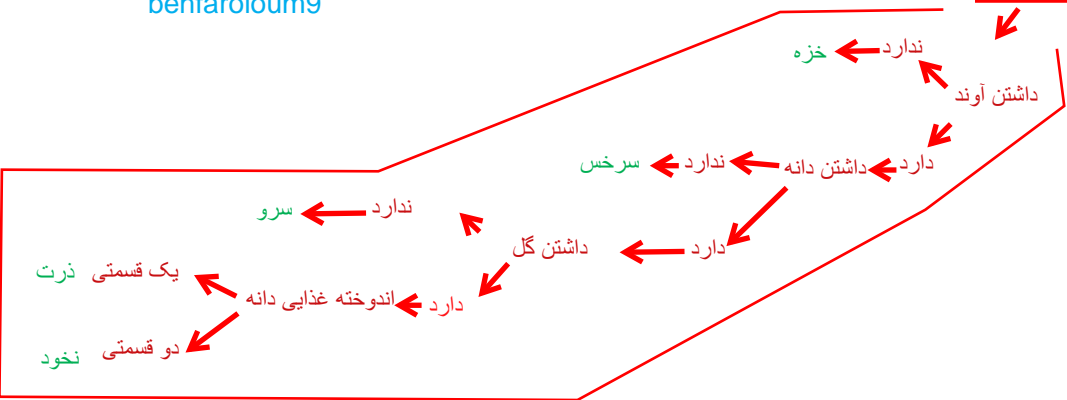 benfaroloum9
ندارد خزه
داشتن آوند
دارد داشتن دانه ندارد سرخس
ندارد سرو
دارد داشتن گل
یک قسمتی ذرت
دارد اندوخته غذایی دانه
دو قسمتی نخود